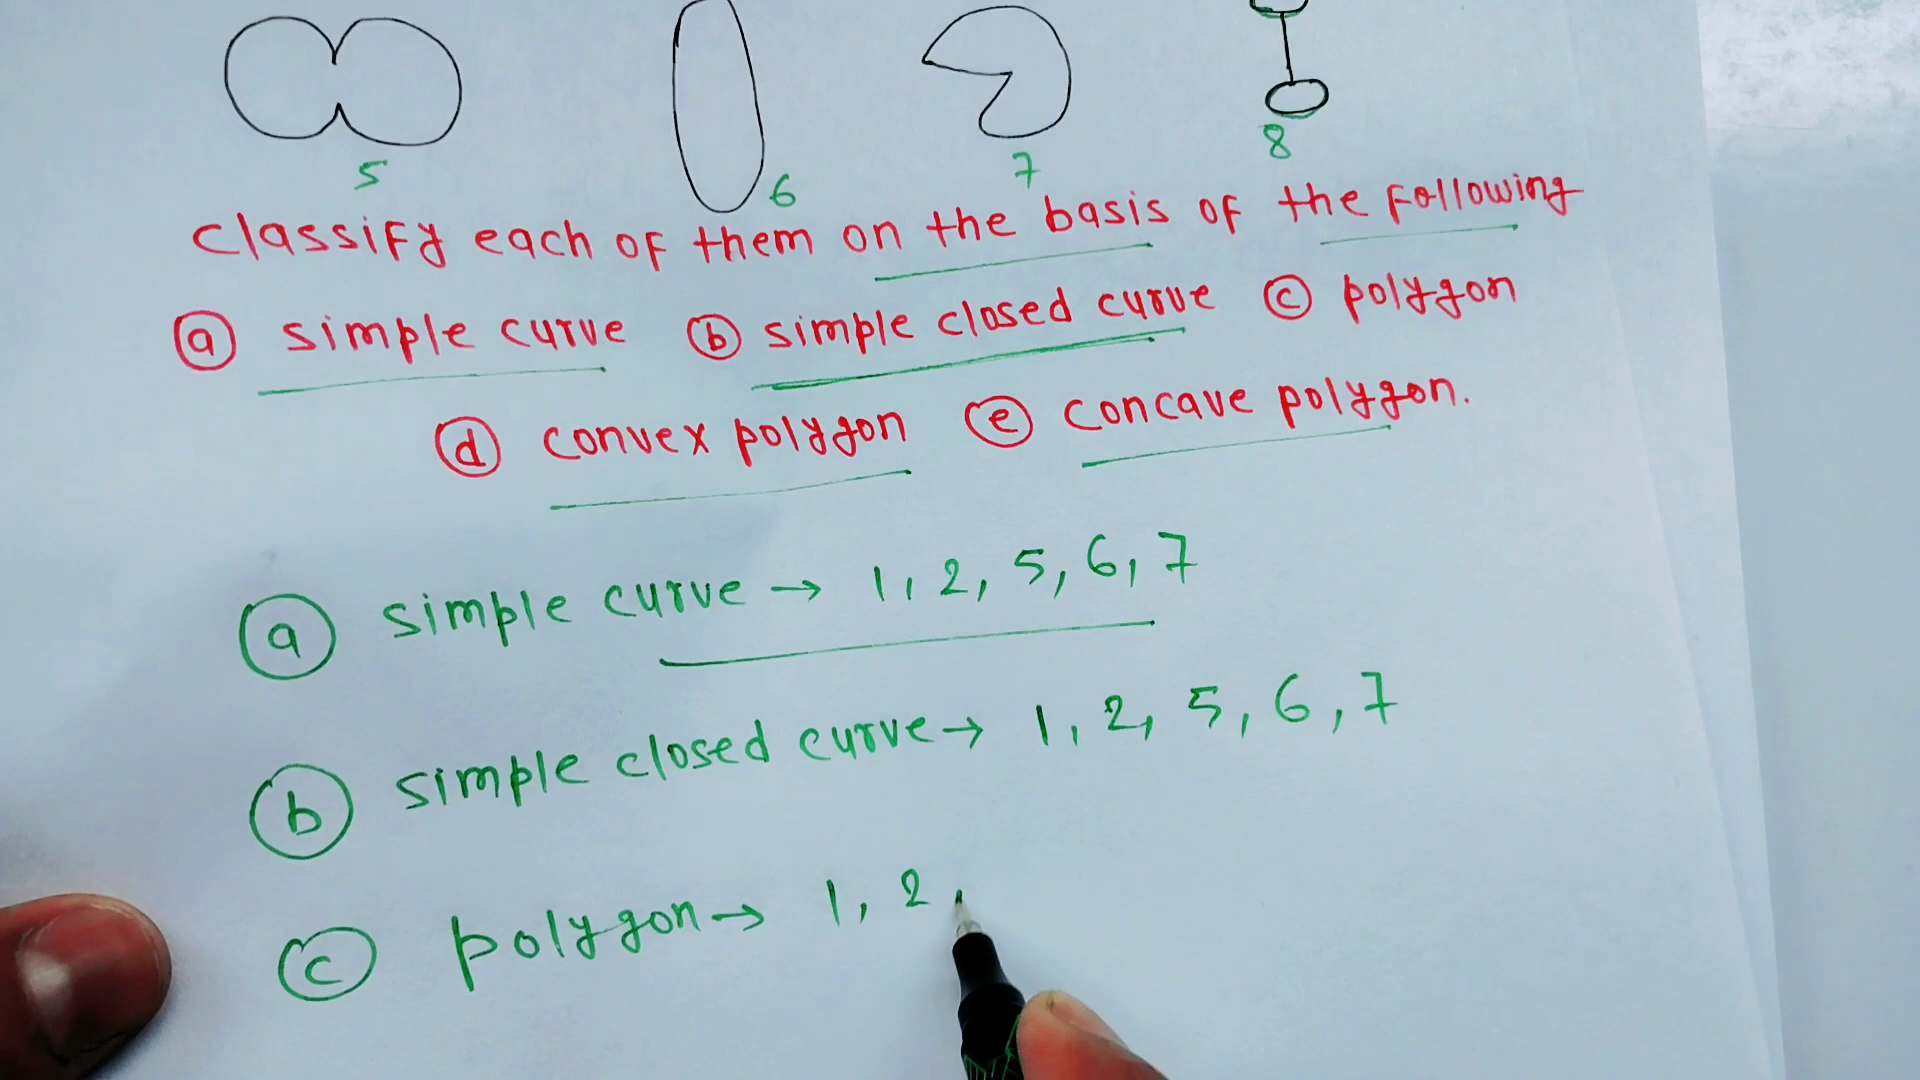 5 6 7 8
classify each of them on the basis of the following
(a) simple curve (b) simple closed curve (c) polygon
(d) convex polygon (e) concave polygon.
(a) simple curve → 1, 2, 5, 6, 7
(b) simple closed curve → 1, 2, 5, 6, 7
(c) polygon → 1, 2